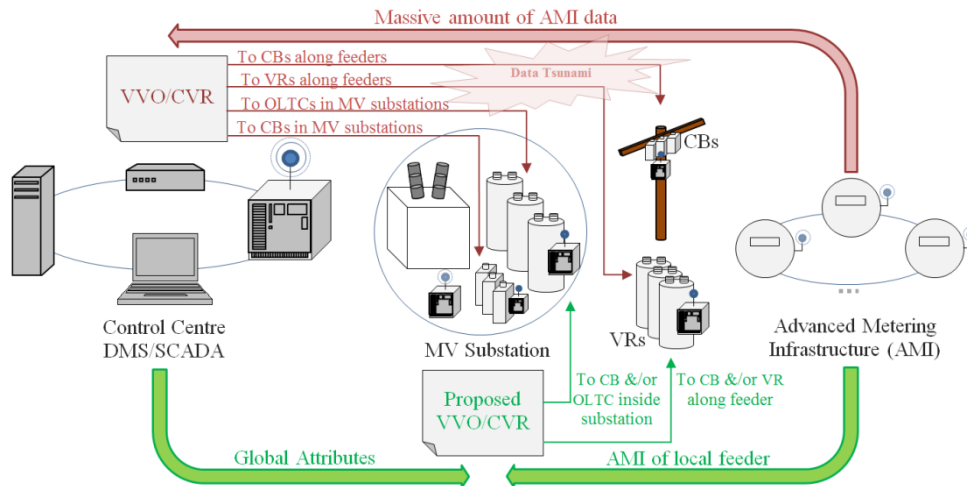 Massive amount of AMI data
To CBs along feeders
Data Tsunami
To VRs along feeders
VVO/CVR
To OLTCs in MV substations
To CBs in MV substations
CBs
Control Centre
DMS/SCADA
MV Substation
VRs
Advanced Metering
Infrastructure (AMI)
Proposed
VVO/CVR
To CB &/or
OLTC inside
substation
To CB &/or VR
along feeder
Global Attributes
AMI of local feeder